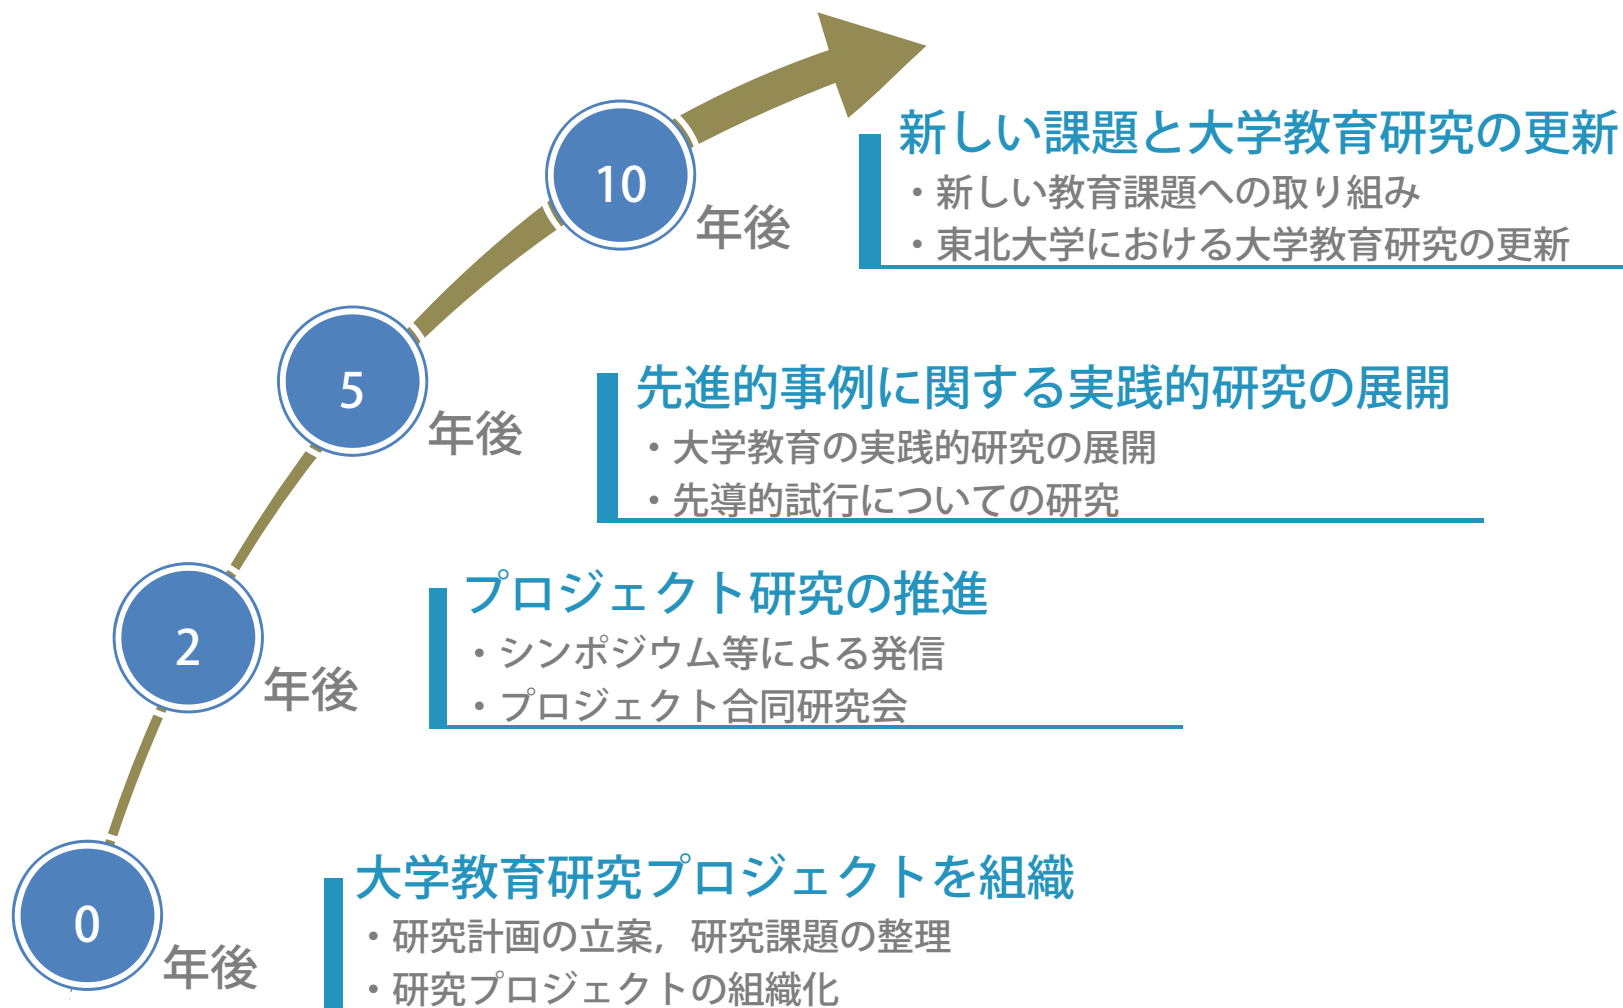 10
年後
新しい課題と大学教育研究の更新
・新しい教育課題への取り組み
・東北大学における大学教育研究の更新
5
年後
先進的事例に関する実践的研究の展開
・大学教育の実践的研究の展開
・先導的試行についての研究
2
年後
プロジェクト研究の推進
・シンポジウム等による発信
・プロジェクト合同研究会
0
年後
大学教育研究プロジェクトを組織
・研究計画の立案，研究課題の整理
・研究プロジェクトの組織化